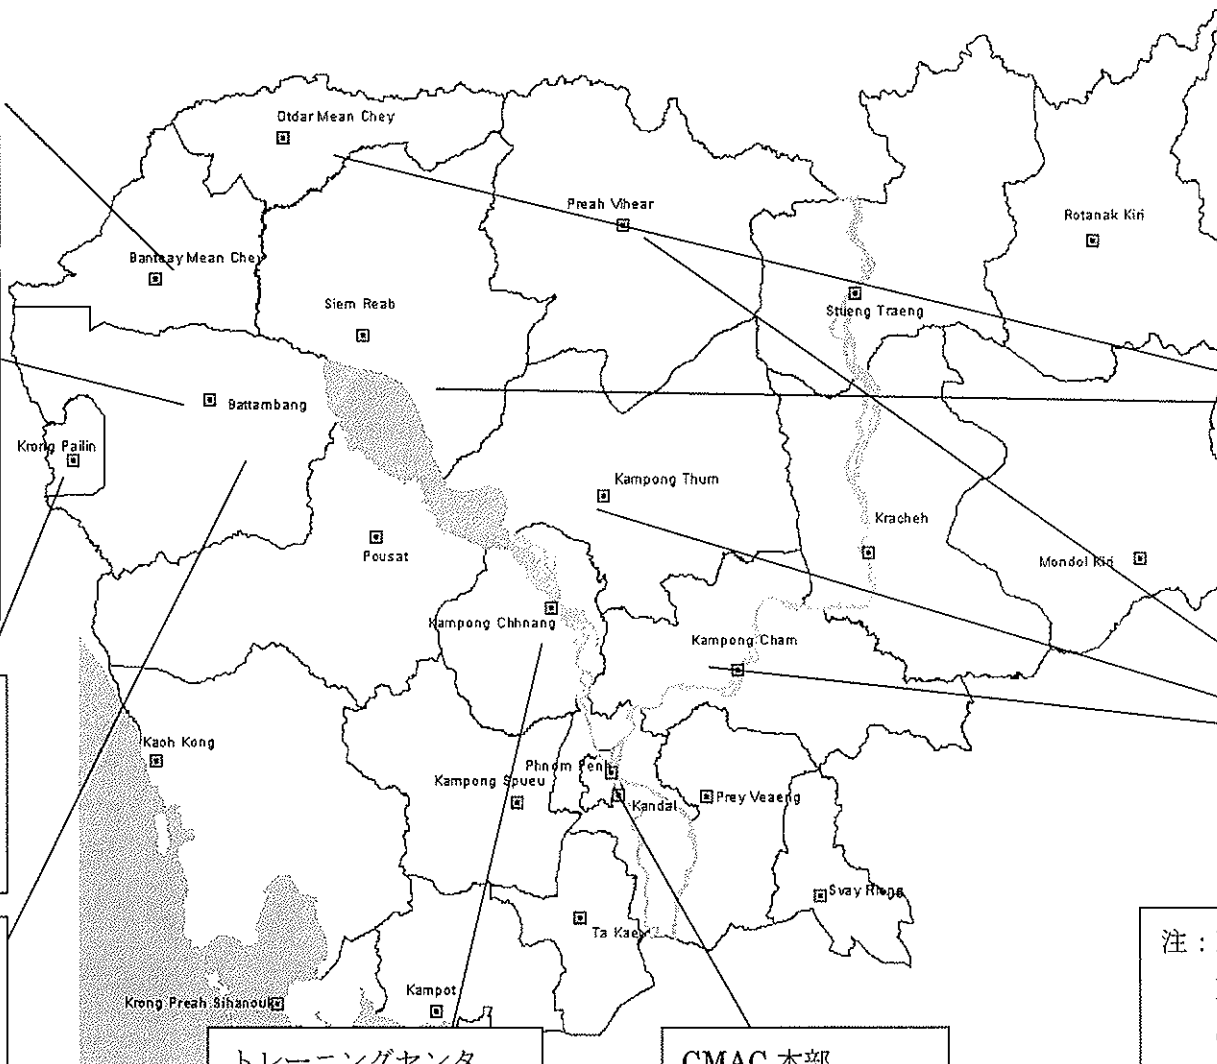 Otdar Mean Chey
Preah Vihear
Rotanak Kiri
Banteay Mean Chey
Siem Reab
Stueng Traeng
Battambang
Krong Pailin
Kampong Thum
Kracheh
Pousat
Mondol Kiri
Kampong Chhnang
Kampong Cham
Kaoh Kong
Phnom Penh
Kampong Spueu
Kandal
Prey Veaeng
Svay Rieng
Ta Kaev
注：
Kampot
Krong Preah Sihanouk
トレーニングセンタ
CMAC 本部